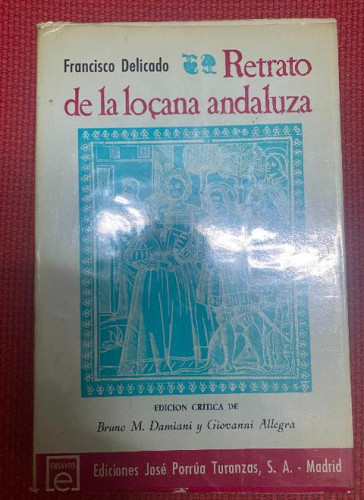 Francisco Delicado Retrato
de la loçana andaluza
EDICION CRITICA DE
Bruno M. Damiani y Giovanni Allegra
ENSAYOS
e
Ediciones José Porrúa Turanzas, S. A. - Madrid